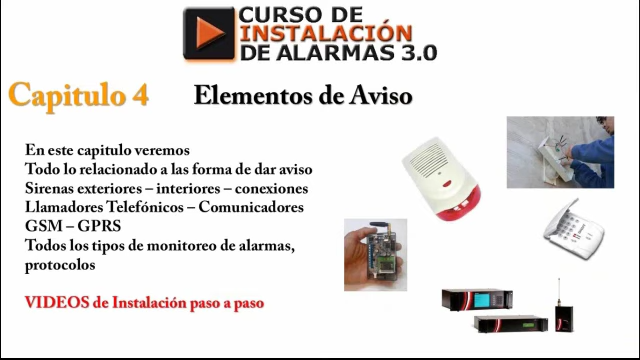 CURSO DE
INSTALACIÓN
DE ALARMAS 3.0
Capitulo 4 Elementos de Aviso
En este capitulo veremos
Todo lo relacionado a las forma de dar aviso
Sirenas exteriores – interiores – conexiones
Llamadores Telefónicos – Comunicadores
GSM – GPRS
Todos los tipos de monitoreo de alarmas,
protocolos
VIDEOS de Instalación paso a paso